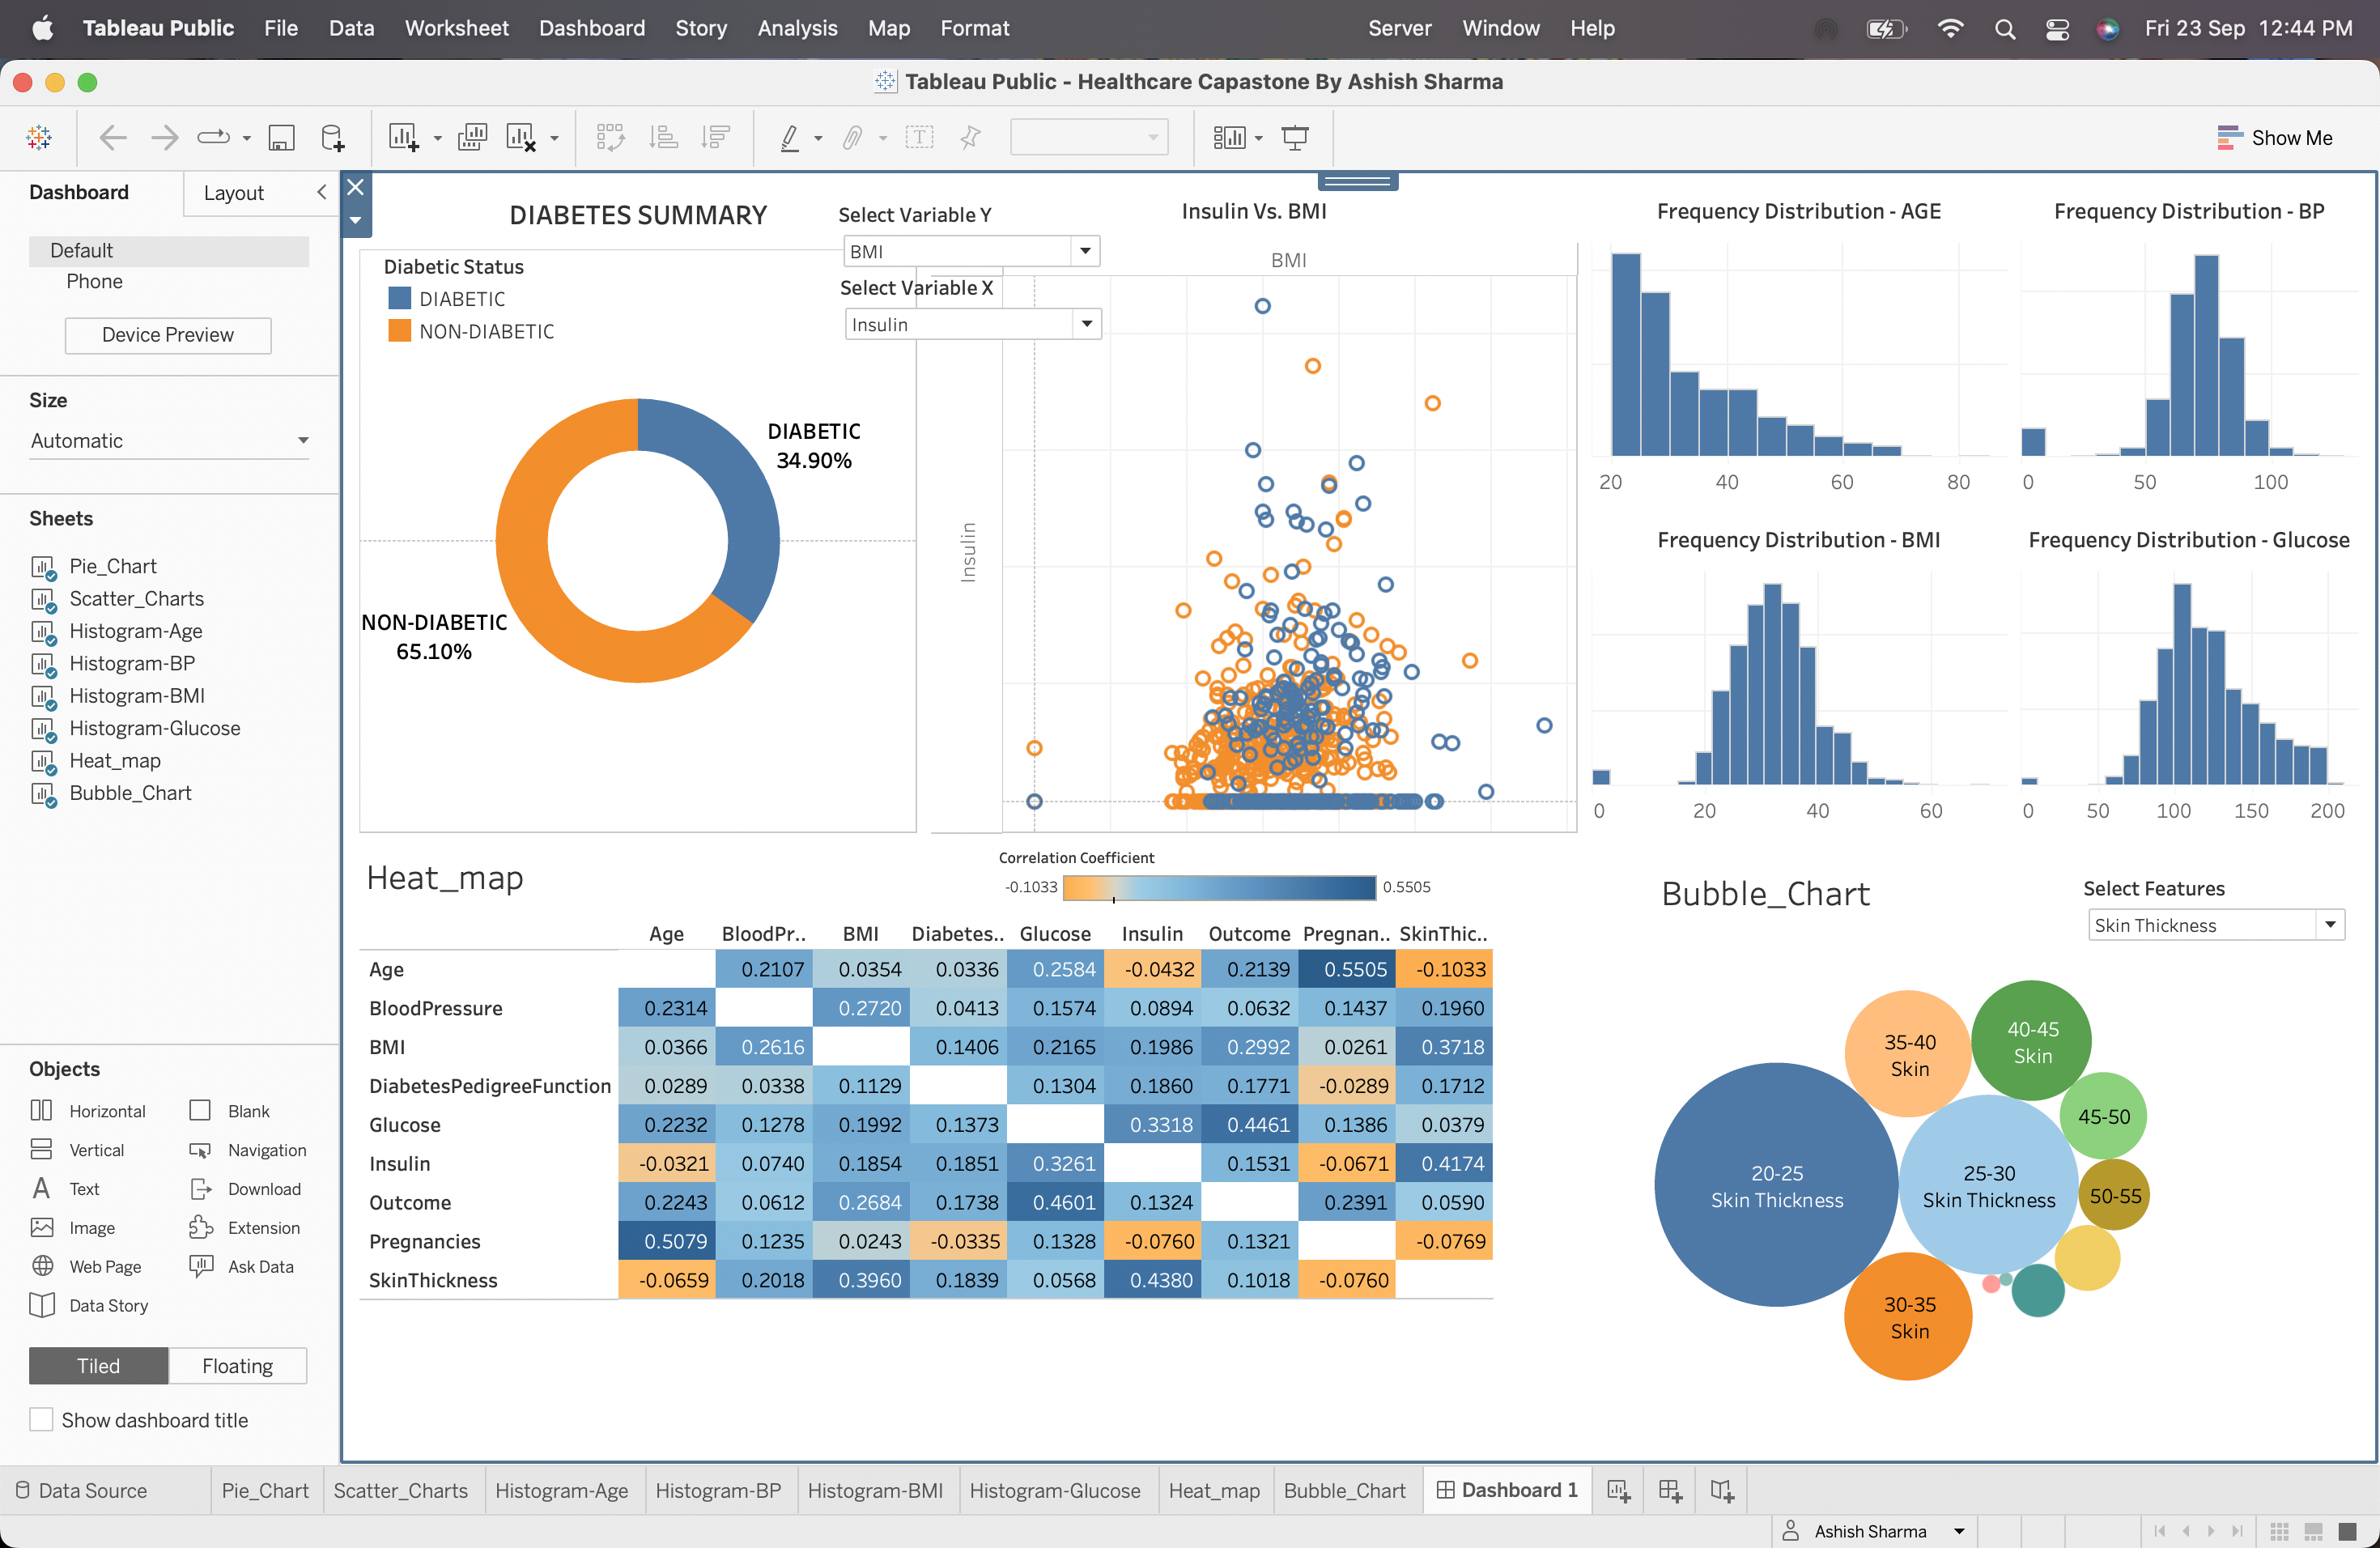 Tableau Public File Data Worksheet Dashboard Story Analysis Map Format Server Window Help Fri 23 Sep 12:44 PM
Tableau Public - Healthcare Capastone By Ashish Sharma
Show Me
Dashboard Layout
Default
Phone
Device Preview
Size
Automatic
Sheets
Pie_Chart
Scatter_Charts
Histogram-Age
Histogram-BP
Histogram-BMI
Histogram-Glucose
Heat_map
Bubble_Chart
Objects
Horizontal Blank
Vertical Navigation
Text Download
Image Extension
Web Page Ask Data
Data Story
Tiled Floating
Show dashboard title
DIABETES SUMMARY
Diabetic Status
DIABETIC
NON-DIABETIC
DIABETIC
34.90%
NON-DIABETIC
65.10%
Select Variable Y
BMI
Select Variable X
Insulin
Insulin Vs. BMI
BMI
Insulin
Frequency Distribution - AGE
20 40 60 80
Frequency Distribution - BP
0 50 100
Frequency Distribution - BMI
0 20 40 60
Frequency Distribution - Glucose
0 50 100 150 200
Heat_map
Correlation Coefficient
-0.1033 0.5505
Age BloodPr.. BMI Diabetes.. Glucose Insulin Outcome Pregnan.. SkinThic..
Age 0.2107 0.0354 0.0336 0.2584 -0.0432 0.2139 0.5505 -0.1033
BloodPressure 0.2314 0.2720 0.0413 0.1574 0.0894 0.0632 0.1437 0.1960
BMI 0.0366 0.2616 0.1406 0.2165 0.1986 0.2992 0.0261 0.3718
DiabetesPedigreeFunction 0.0289 0.0338 0.1129 0.1304 0.1860 0.1771 -0.0289 0.1712
Glucose 0.2232 0.1278 0.1992 0.1373 0.3318 0.4461 0.1386 0.0379
Insulin -0.0321 0.0740 0.1854 0.1851 0.3261 0.1531 -0.0671 0.4174
Outcome 0.2243 0.0612 0.2684 0.1738 0.4601 0.1324 0.2391 0.0590
Pregnancies 0.5079 0.1235 0.0243 -0.0335 0.1328 -0.0760 0.1321 -0.0769
SkinThickness -0.0659 0.2018 0.3960 0.1839 0.0568 0.4380 0.1018 -0.0760
Bubble_Chart
Select Features
Skin Thickness
35-40
Skin
40-45
Skin
45-50
20-25
Skin Thickness
25-30
Skin Thickness
50-55
30-35
Skin
Data Source Pie_Chart Scatter_Charts Histogram-Age Histogram-BP Histogram-BMI Histogram-Glucose Heat_map Bubble_Chart Dashboard 1
Ashish Sharma